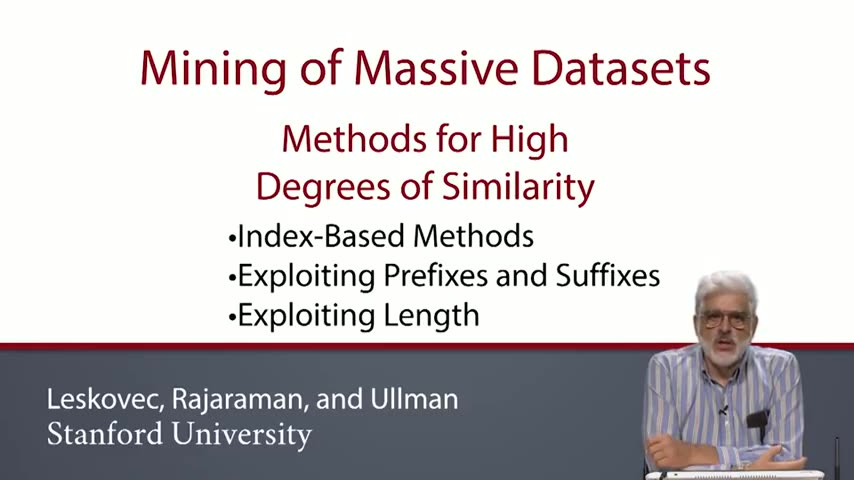 Mining of Massive Datasets
Methods for High
Degrees of Similarity
•Index-Based Methods
•Exploiting Prefixes and Suffixes
•Exploiting Length
Leskovec, Rajaraman, and Ullman
Stanford University